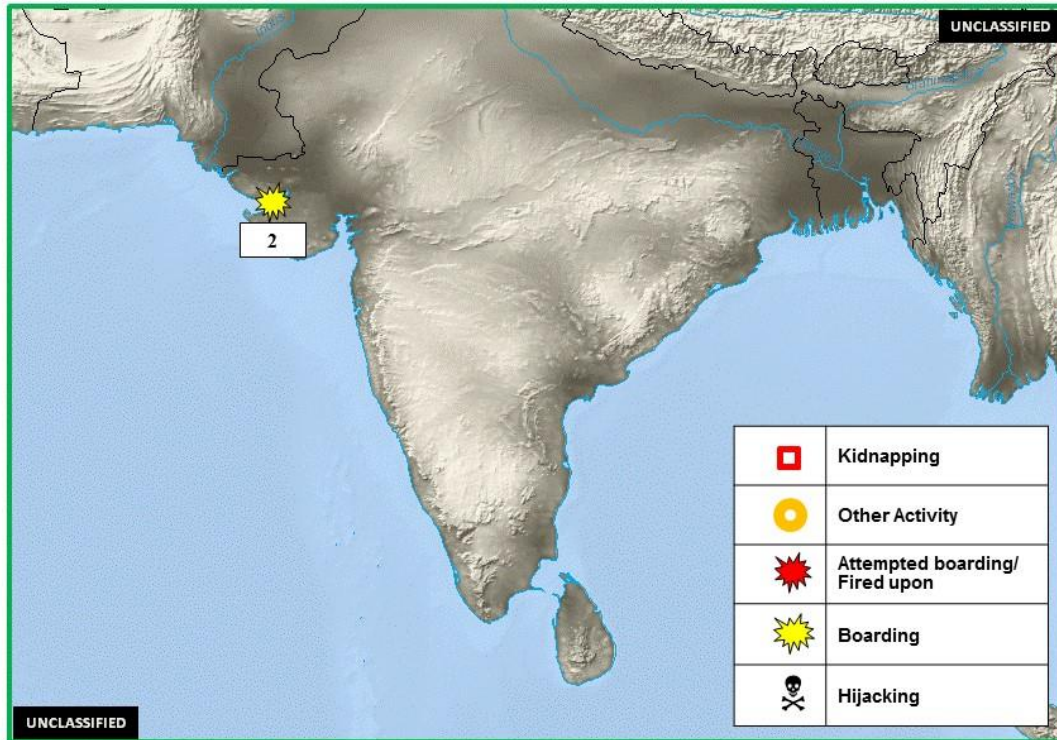 UNCLASSIFIED
2
Kidnapping
Other Activity
Attempted boarding/
Fired upon
Boarding
Hijacking
UNCLASSIFIED